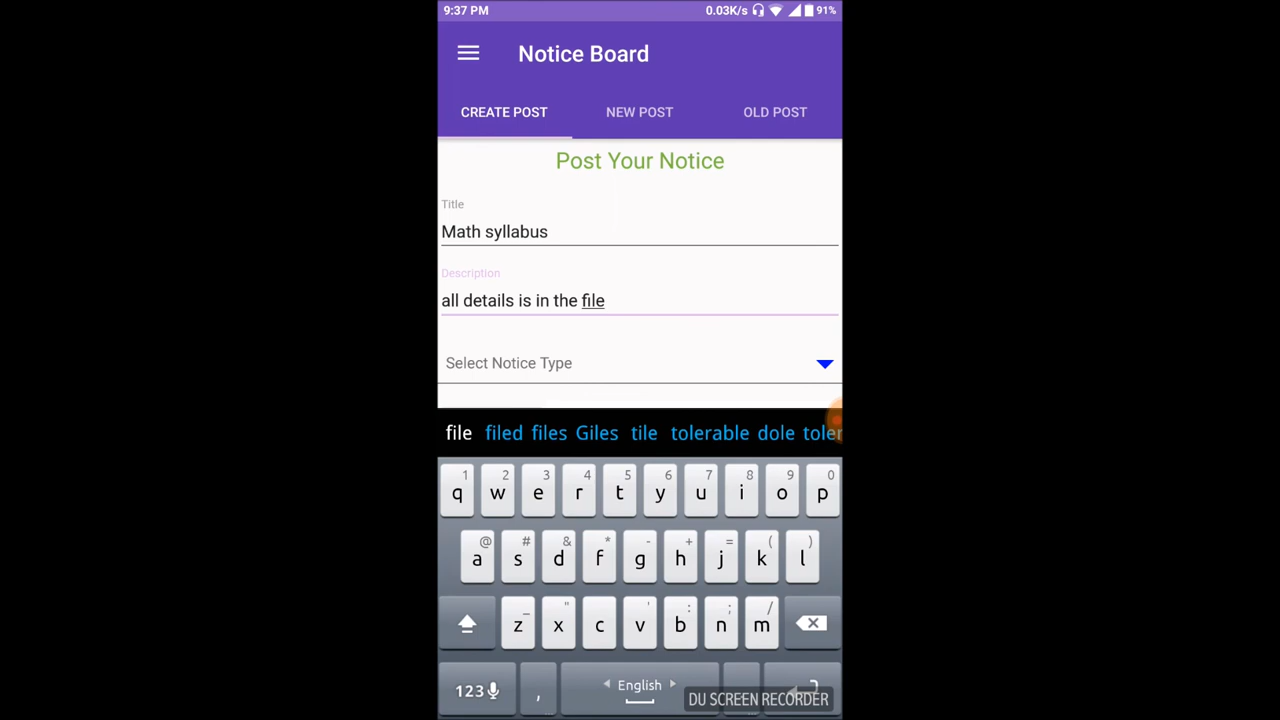 9:37 PM 0.03K/s 91%
Notice Board
CREATE POST NEW POST OLD POST
Post Your Notice
Title
Math syllabus
Description
all details is in the file
Select Notice Type
file filed files Giles tile tolerable dole toler
1 2 3 4 5 6 7 8 9 0
q w e r t y u i o p
@ # & * - + = ( )
a s d f g h j k l
_ " ' : ; /
z x c v b n m
123 , English
DU SCREEN RECORDER